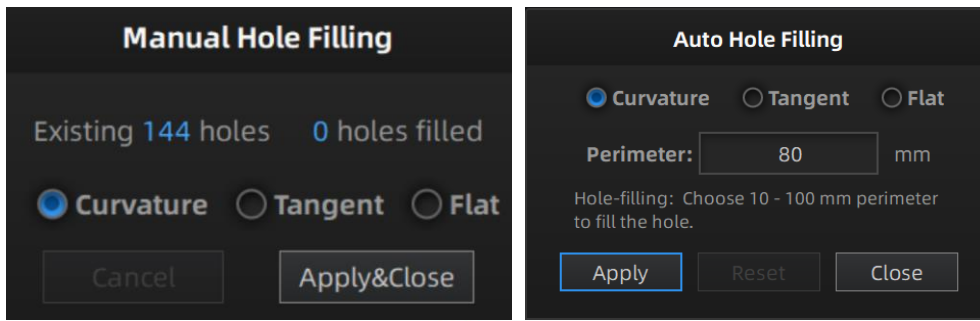 Manual Hole Filling
Existing 144 holes 0 holes filled
Curvature Tangent Flat
Cancel Apply&Close
Auto Hole Filling
Curvature Tangent Flat
Perimeter: 80 mm
Hole-filling: Choose 10 - 100 mm perimeter
to fill the hole.
Apply Reset Close